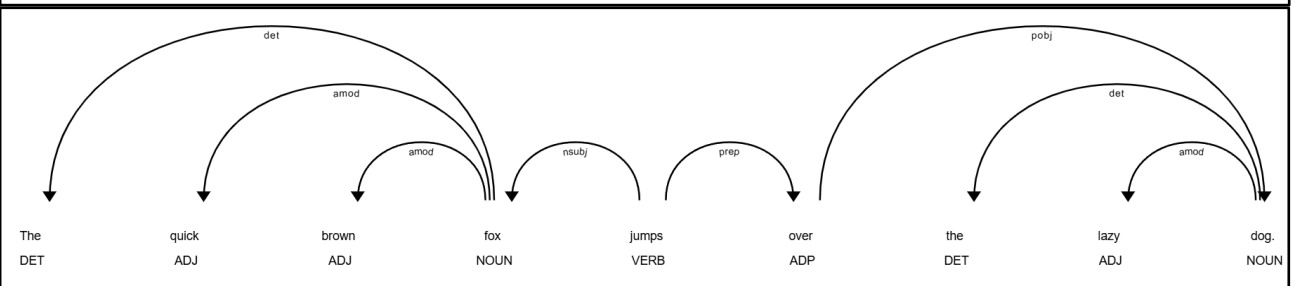 det pobj
amod det
amod nsubj prep amod
The quick brown fox jumps over the lazy dog.
DET ADJ ADJ NOUN VERB ADP DET ADJ NOUN